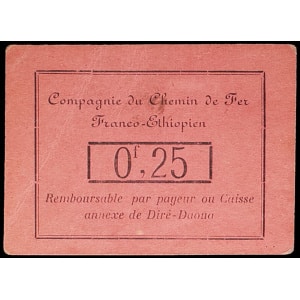 Compagnie du Chemin de Fer
Franco-Ethiopien
0f,25
Remboursable par payeur ou Caisse
annexe de Diré-Daoua